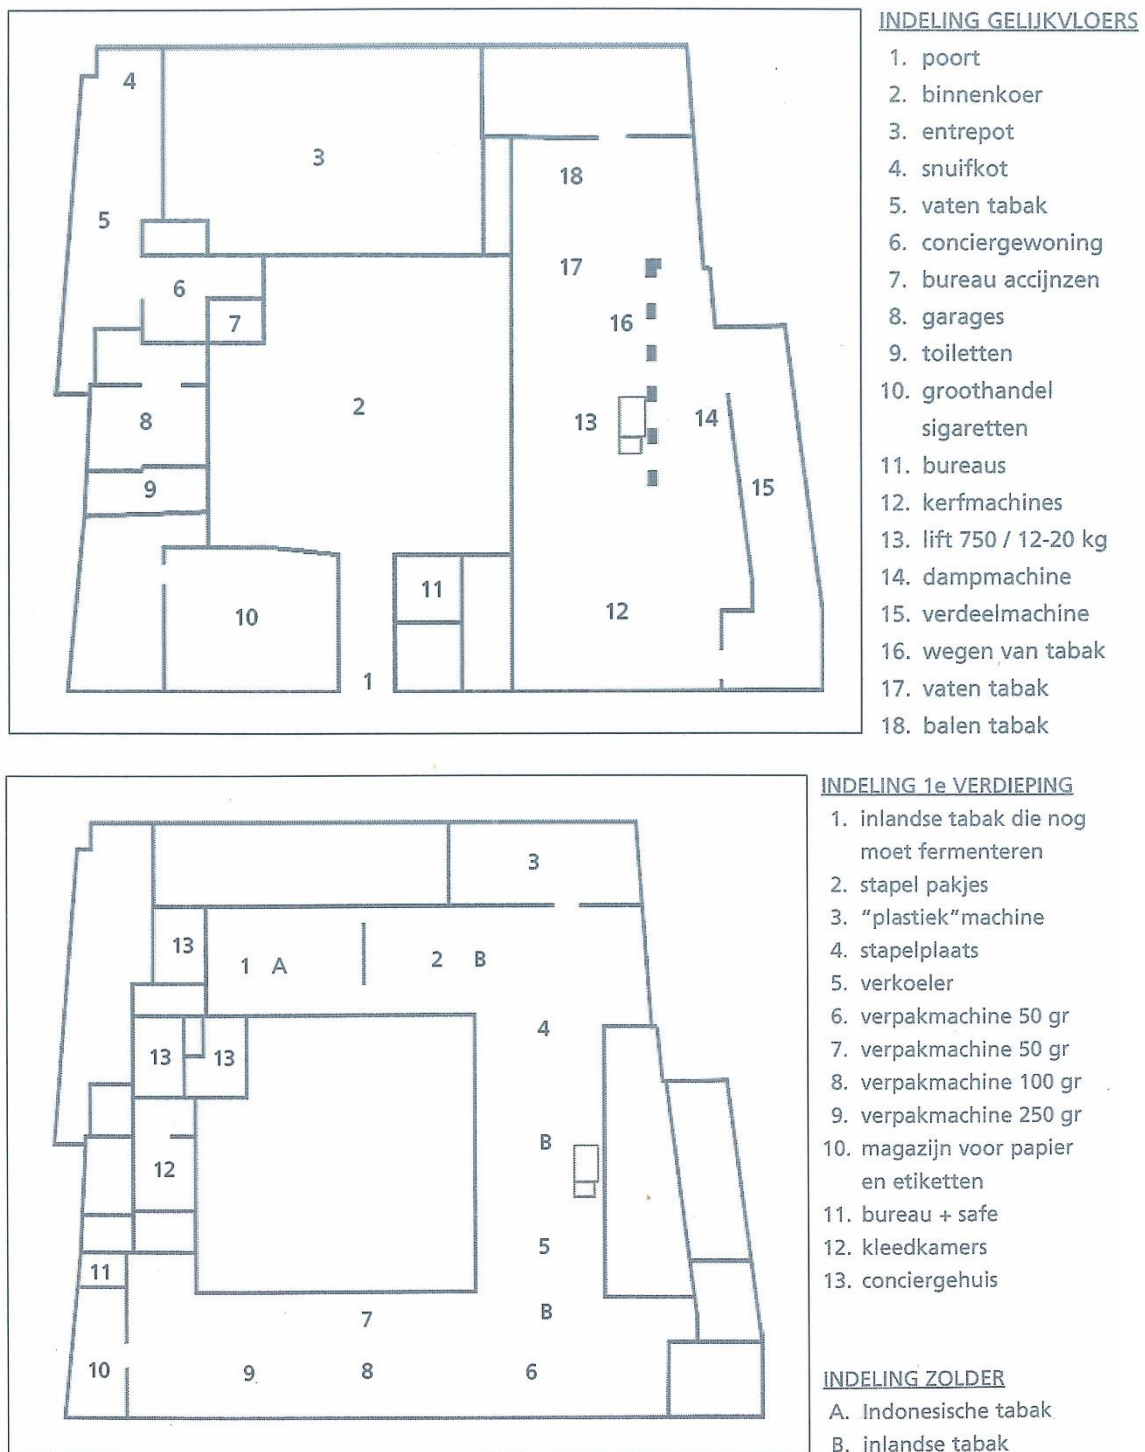 4
3
5
18
17
6
7
16
2
8
13
14
9
15
10
11
12
1
INDELING GELIJKVLOERS
1. poort
2. binnenkoer
3. entrepot
4. snuifkot
5. vaten tabak
6. conciergewoning
7. bureau accijnzen
8. garages
9. toiletten
10. groothandel
sigaretten
11. bureaus
12. kerfmachines
13. lift 750 / 12-20 kg
14. dampmachine
15. verdeelmachine
16. wegen van tabak
17. vaten tabak
18. balen tabak
3
13
1 A
2 B
4
13
13
B
12
5
11
B
7
10
9
8
6
INDELING 1e VERDIEPING
1. inlandse tabak die nog
moet fermenteren
2. stapel pakjes
3. "plastiek"machine
4. stapelplaats
5. verkoeler
6. verpakmachine 50 gr
7. verpakmachine 50 gr
8. verpakmachine 100 gr
9. verpakmachine 250 gr
10. magazijn voor papier
en etiketten
11. bureau + safe
12. kleedkamers
13. conciergehuis
INDELING ZOLDER
A. Indonesische tabak
B. inlandse tabak